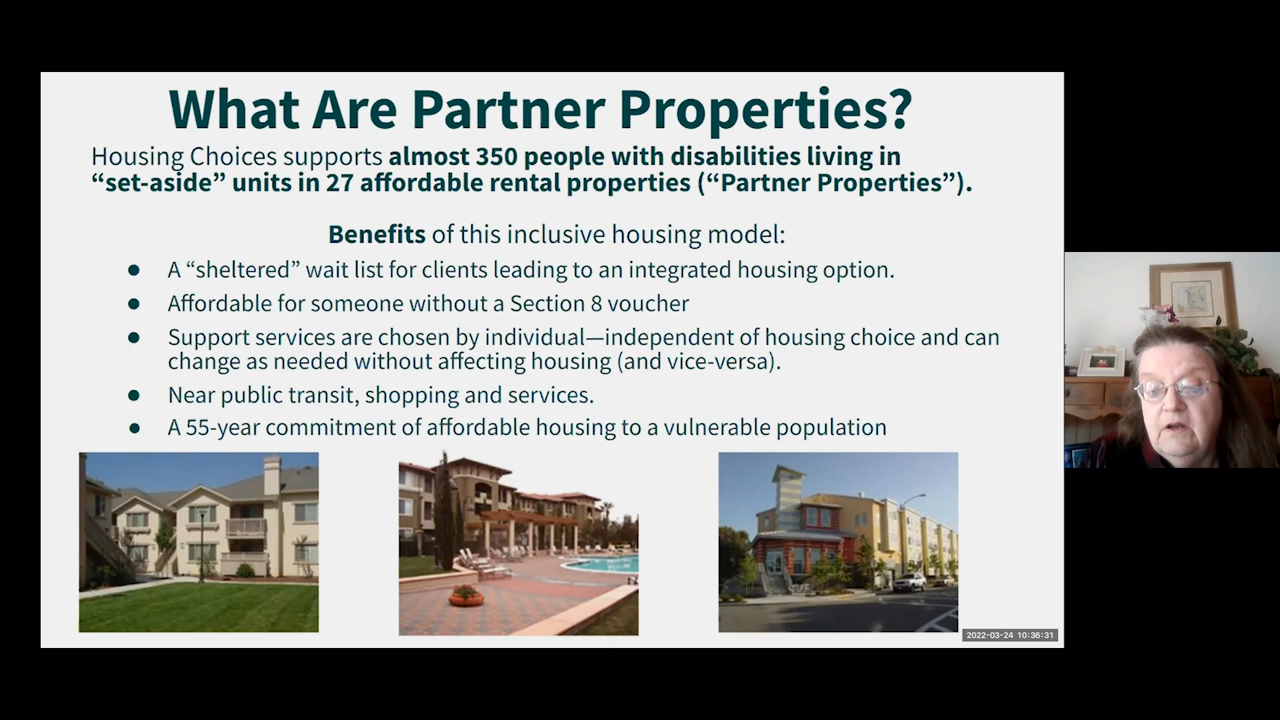 What Are Partner Properties?
Housing Choices supports almost 350 people with disabilities living in
“set-aside” units in 27 affordable rental properties (“Partner Properties”).
Benefits of this inclusive housing model:
● A “sheltered” wait list for clients leading to an integrated housing option.
● Affordable for someone without a Section 8 voucher
● Support services are chosen by individual—independent of housing choice and can
change as needed without affecting housing (and vice-versa).
● Near public transit, shopping and services.
● A 55-year commitment of affordable housing to a vulnerable population
2022-03-24 10:36:31